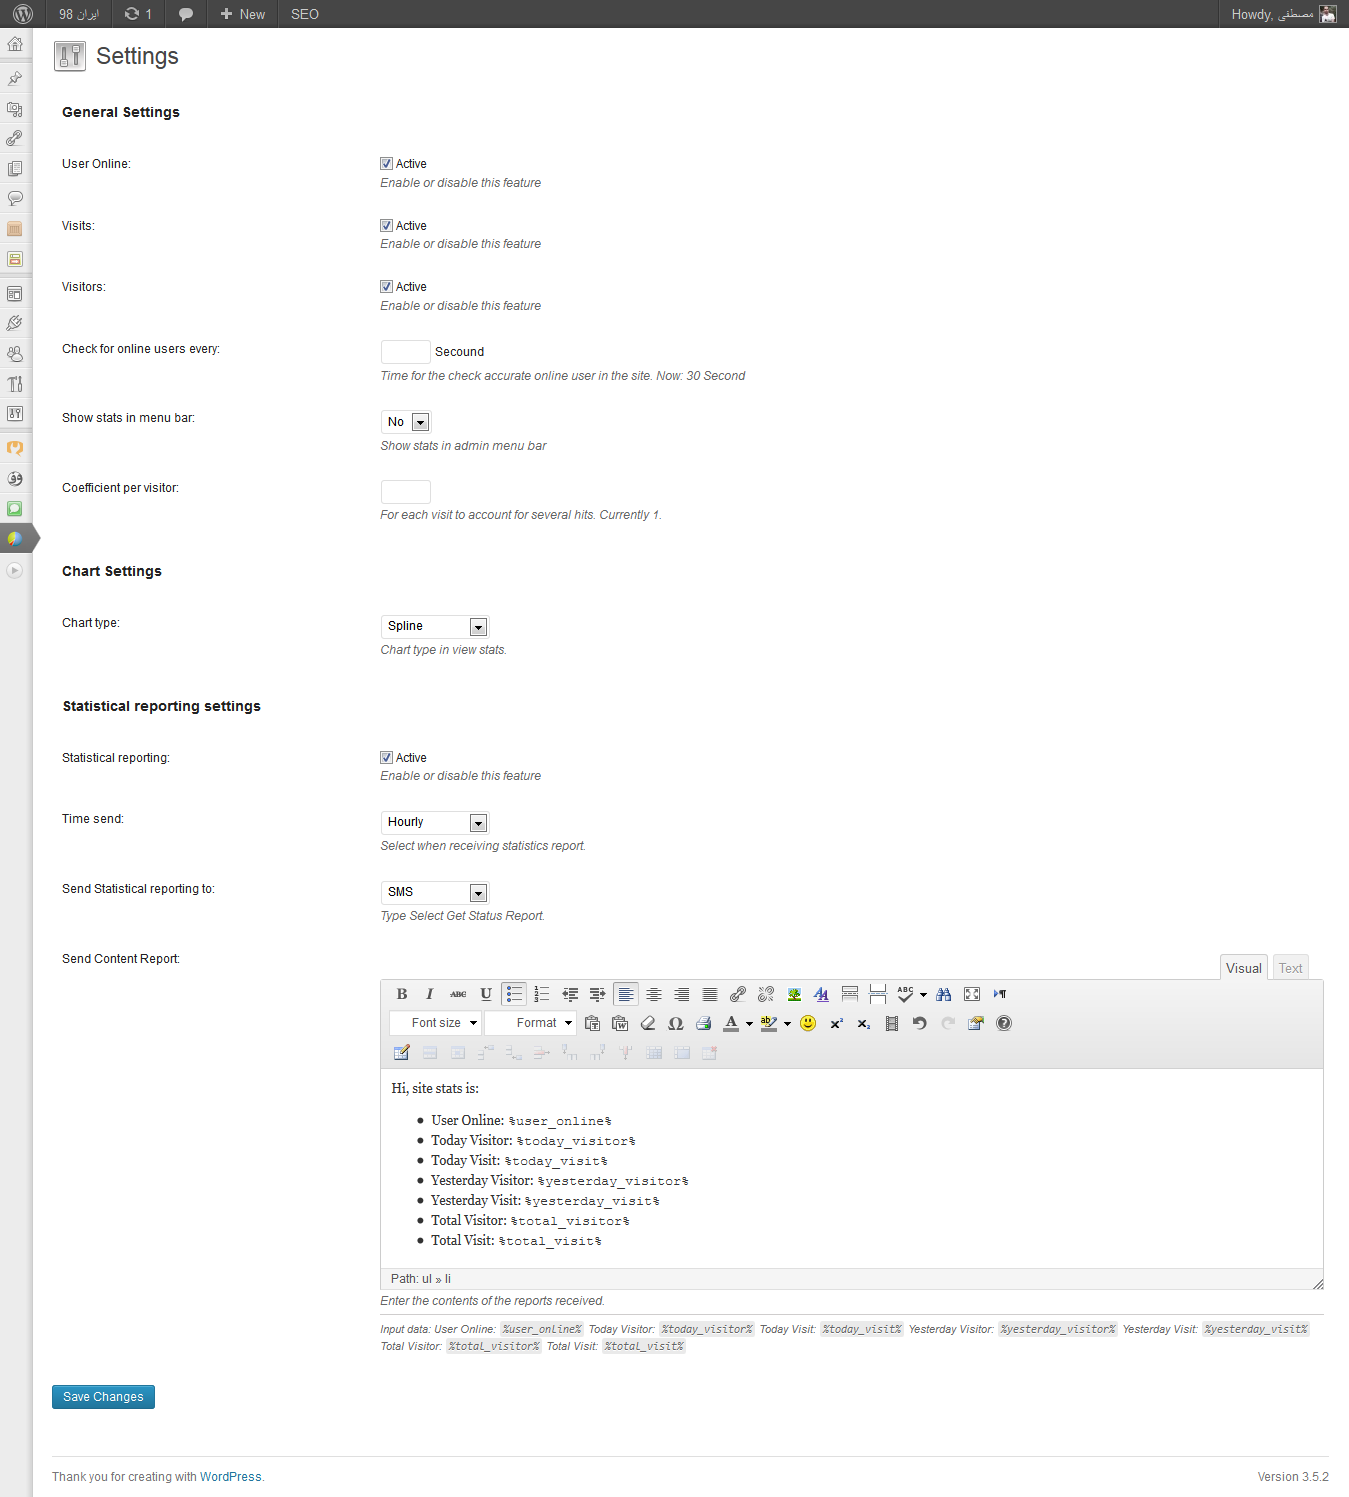 ایران 98 1 + New SEO Howdy, مصطفی
Settings
General Settings
User Online: Active
Enable or disable this feature
Visits: Active
Enable or disable this feature
Visitors: Active
Enable or disable this feature
Check for online users every: Secound
Time for the check accurate online user in the site. Now: 30 Second
Show stats in menu bar: No
Show stats in admin menu bar
Coefficient per visitor:
For each visit to account for several hits. Currently 1.
Chart Settings
Chart type: Spline
Chart type in view stats.
Statistical reporting settings
Statistical reporting: Active
Enable or disable this feature
Time send: Hourly
Select when receiving statistics report.
Send Statistical reporting to: SMS
Type Select Get Status Report.
Send Content Report: Visual Text
B I ABC U ABC
Font size Format
Hi, site stats is:
User Online: %user_online%
Today Visitor: %today_visitor%
Today Visit: %today_visit%
Yesterday Visitor: %yesterday_visitor%
Yesterday Visit: %yesterday_visit%
Total Visitor: %total_visitor%
Total Visit: %total_visit%
Path: ul » li
Enter the contents of the reports received.
Input data: User Online: %user_online% Today Visitor: %today_visitor% Today Visit: %today_visit% Yesterday Visitor: %yesterday_visitor% Yesterday Visit: %yesterday_visit%
Total Visitor: %total_visitor% Total Visit: %total_visit%
Save Changes
Thank you for creating with WordPress. Version 3.5.2